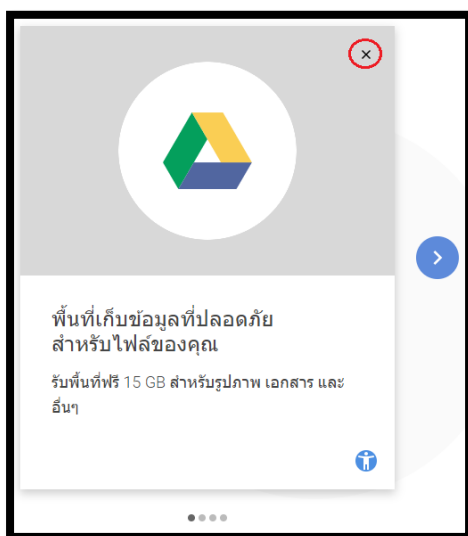 พื้นที่เก็บข้อมูลที่ปลอดภัย
สำหรับไฟล์ของคุณ
รับพื้นที่ฟรี 15 GB สำหรับรูปภาพ เอกสาร และ
อื่นๆ